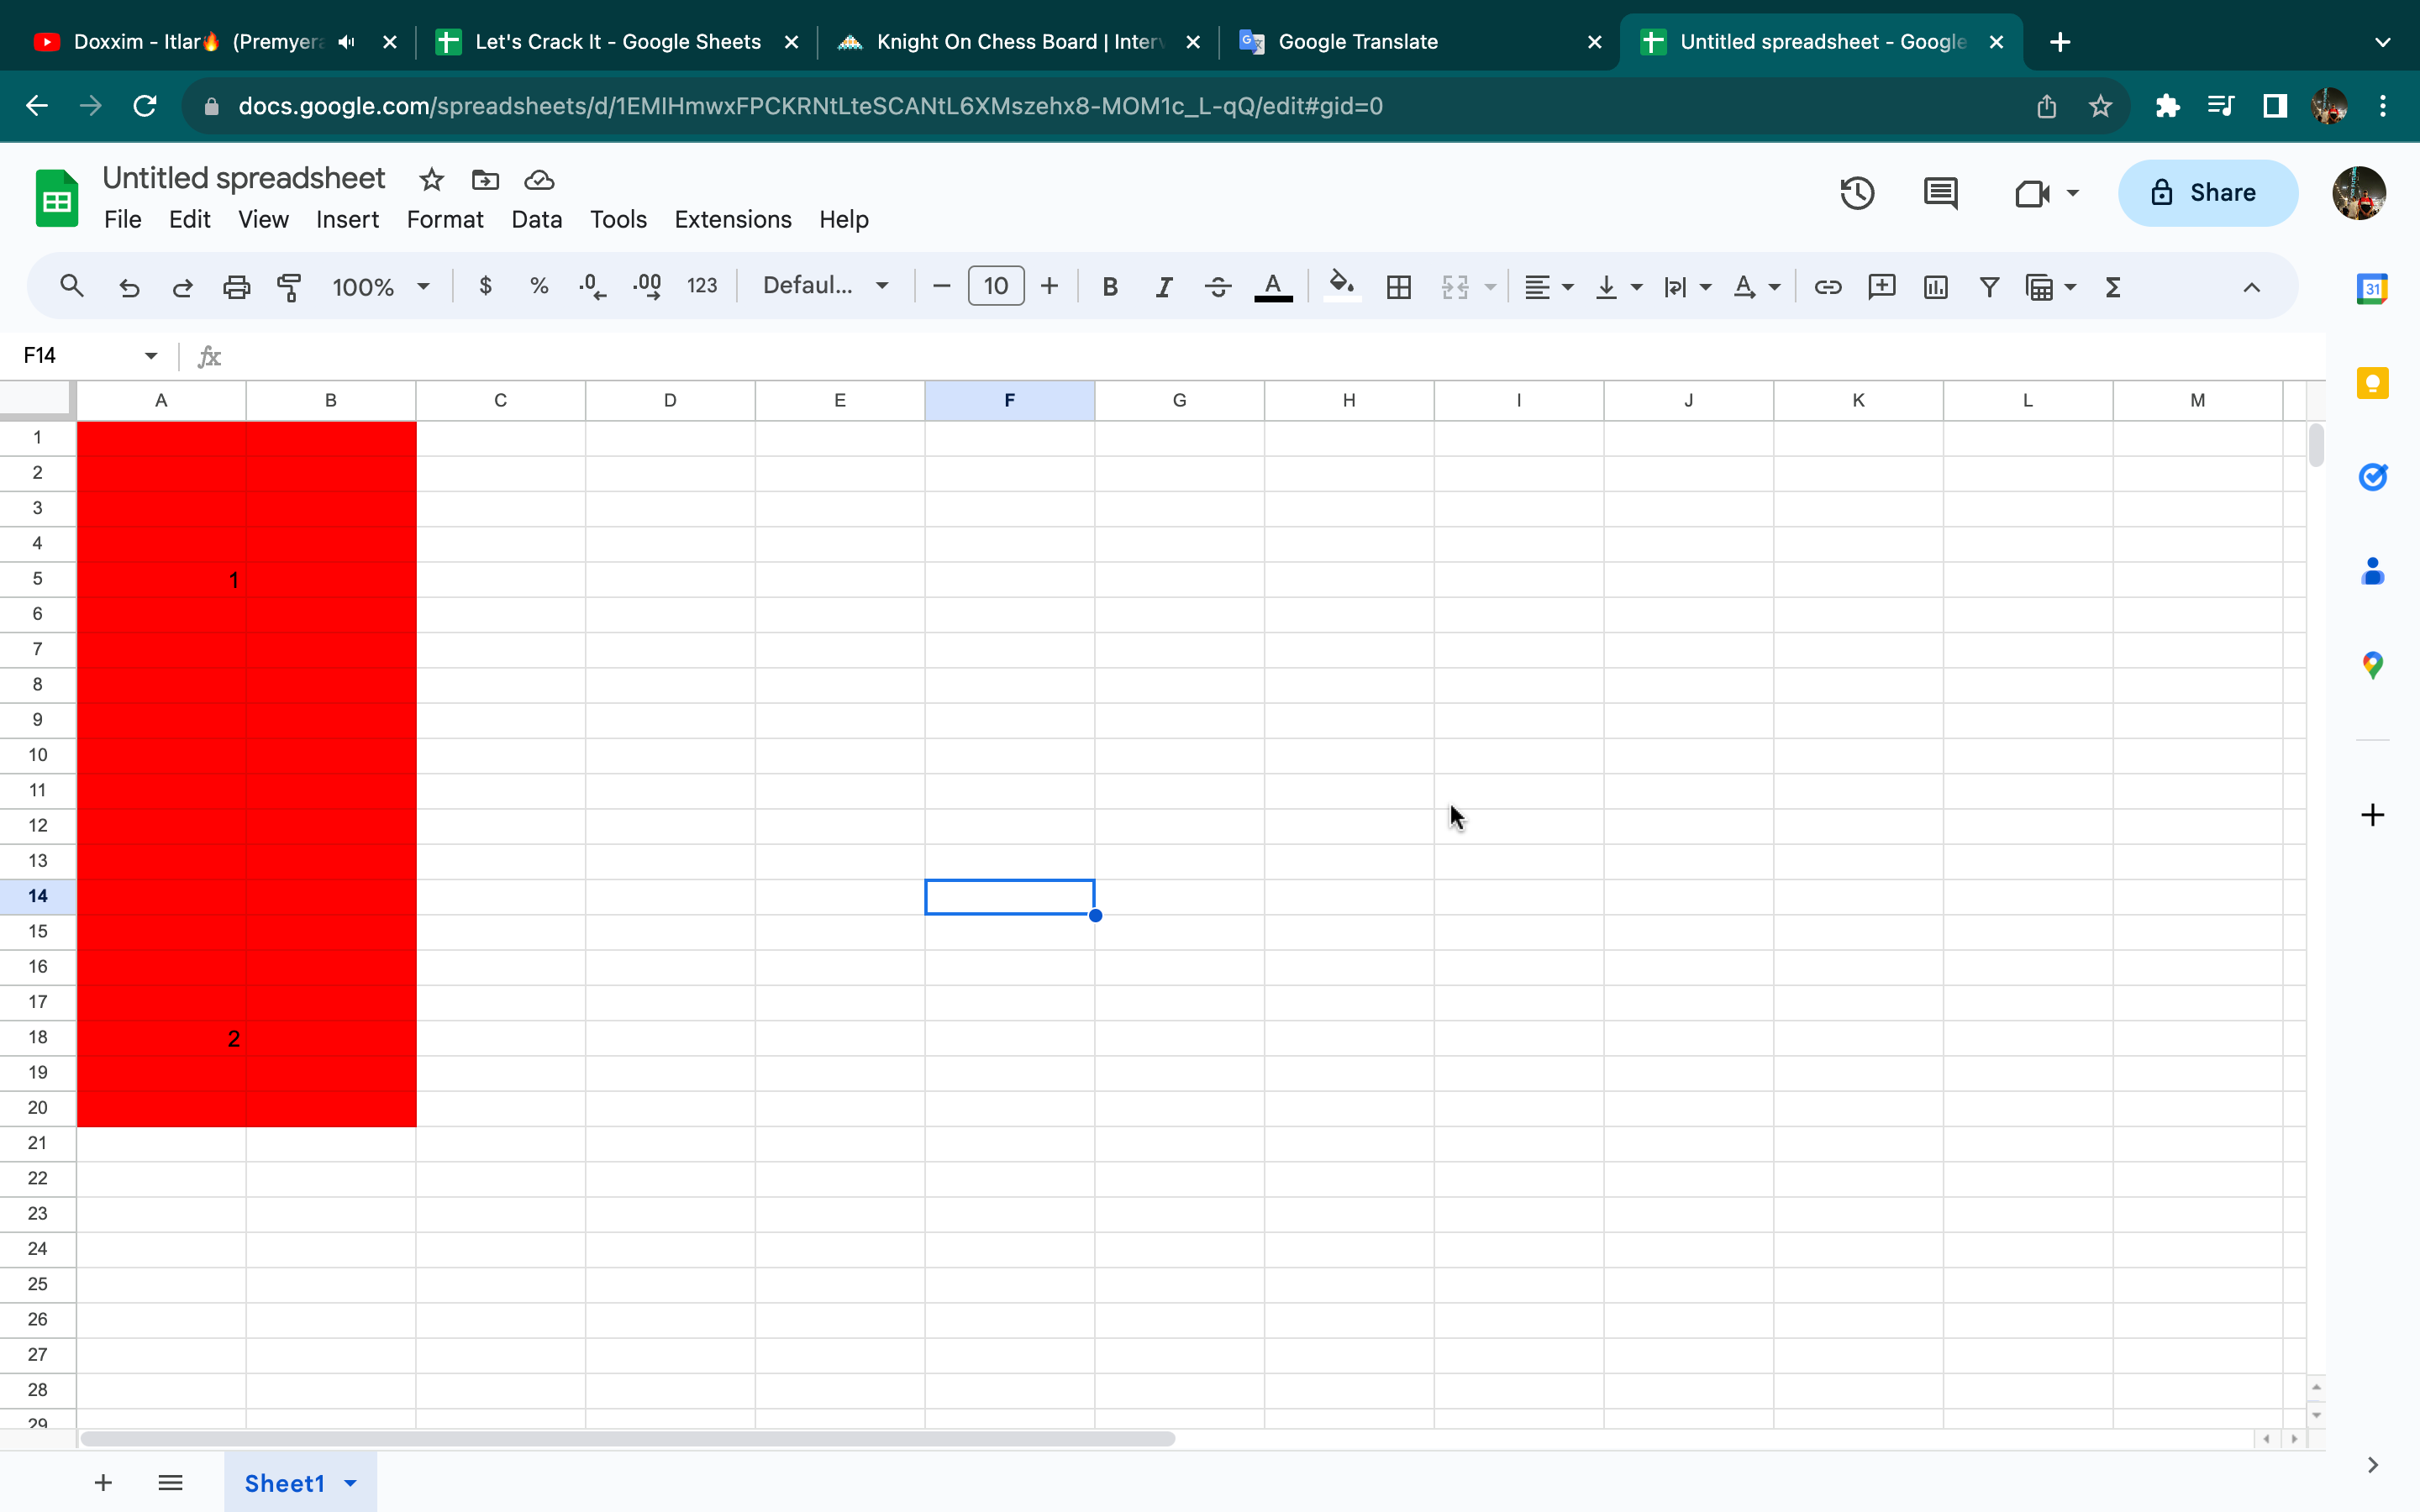 Doxxim - Itlar🔥 (Premyera
Let's Crack It - Google Sheets
Knight On Chess Board | Interv
Google Translate
Untitled spreadsheet - Google
docs.google.com/spreadsheets/d/1EMIHmwxFPCKRNtLteSCANtL6XMszehx8-MOM1c_L-qQ/edit#gid=0
Untitled spreadsheet
File Edit View Insert Format Data Tools Extensions Help
Share
100% $ % .0 .00 123 Defaul... 10 B I S A Σ
31
F14 fx
A B C D E F G H I J K L M
1
2
3
4
5 1
6
7
8
9
10
11
12
13
14
15
16
17
18 2
19
20
21
22
23
24
25
26
27
28
29
Sheet1